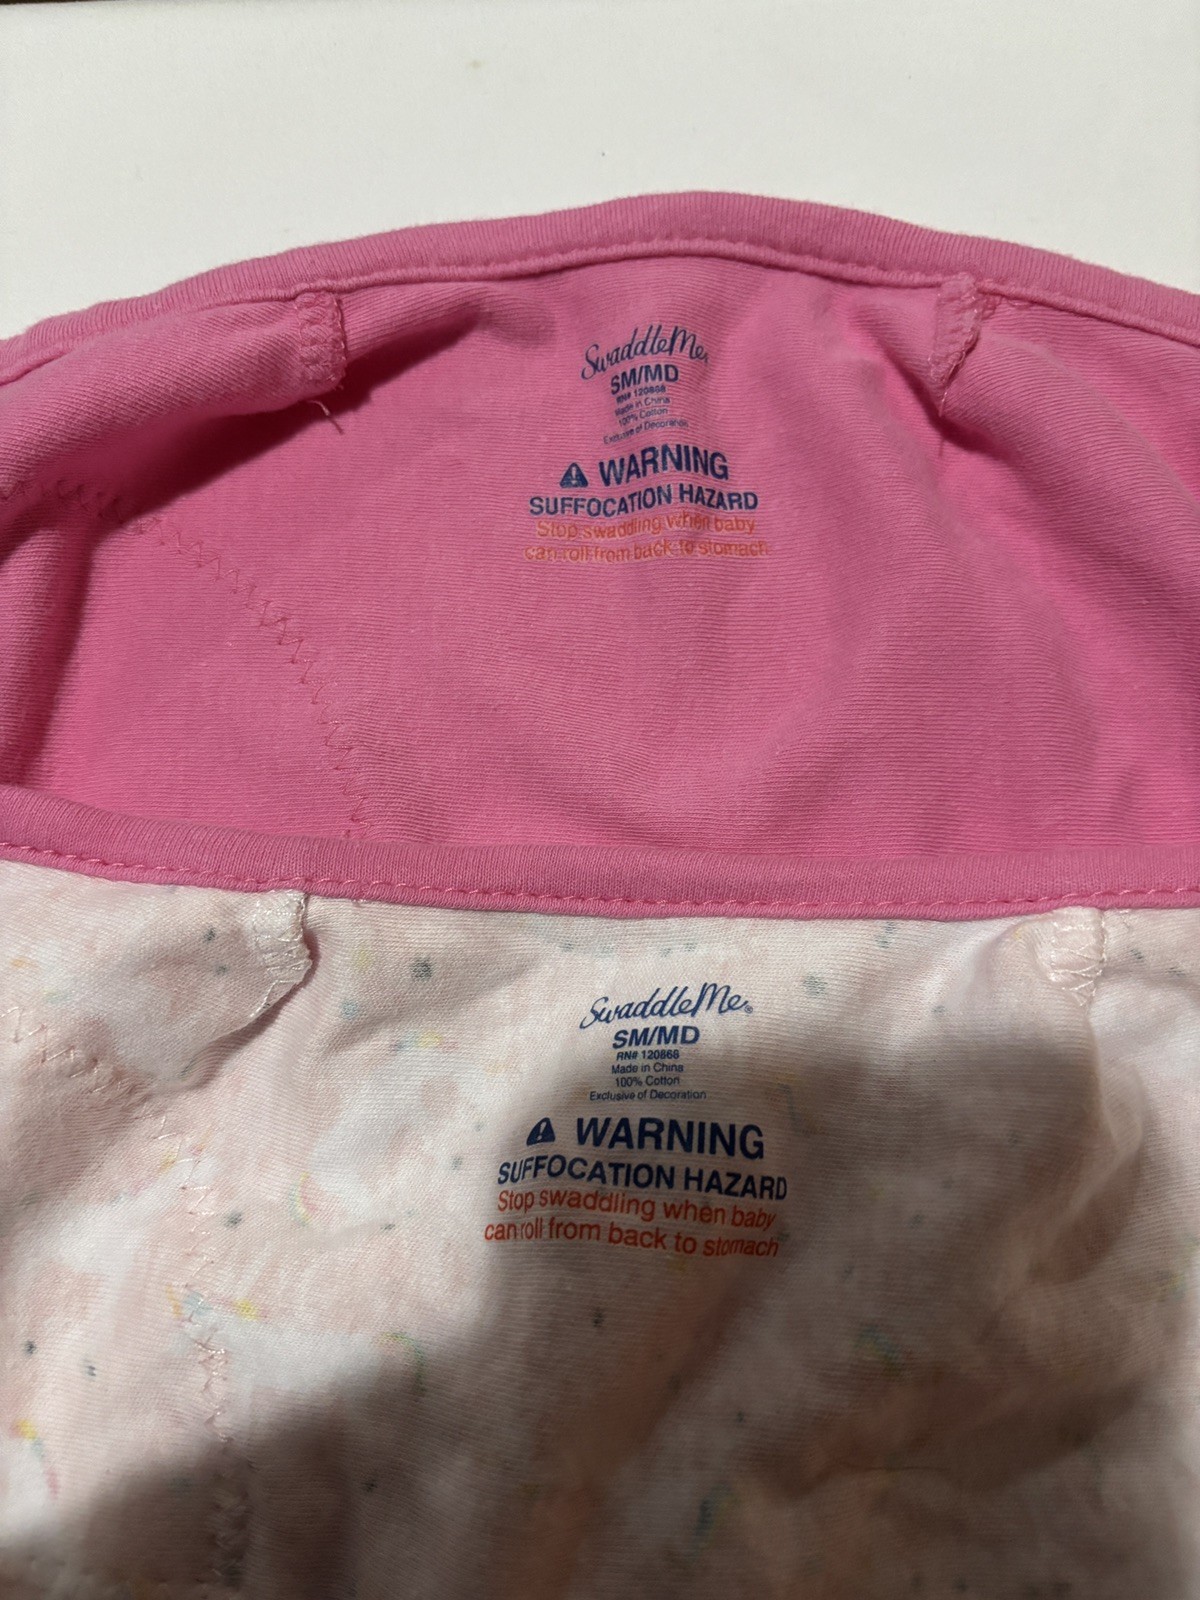 SwaddleMe®
SM/MD
RN# 120868
Made in China
100% Cotton
Exclusive of Decoration
WARNING
SUFFOCATION HAZARD
Stop swaddling when baby
can roll from back to stomach
SwaddleMe®
SM/MD
RN# 120868
Made in China
100% Cotton
Exclusive of Decoration
WARNING
SUFFOCATION HAZARD
Stop swaddling when baby
can roll from back to stomach